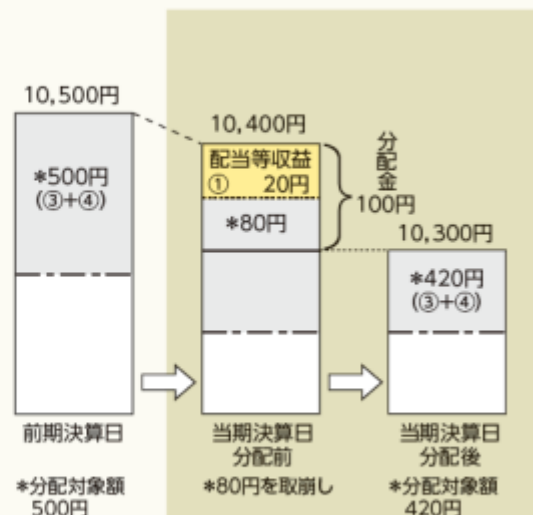 10,500円
*500円
(③+④)
前期決算日
*分配対象額
500円
10,400円
配当等収益
① 20円
*80円
分配金
100円
当期決算日
分配前
*80円を取崩し
10,300円
*420円
(③+④)
当期決算日
分配後
*分配対象額
420円